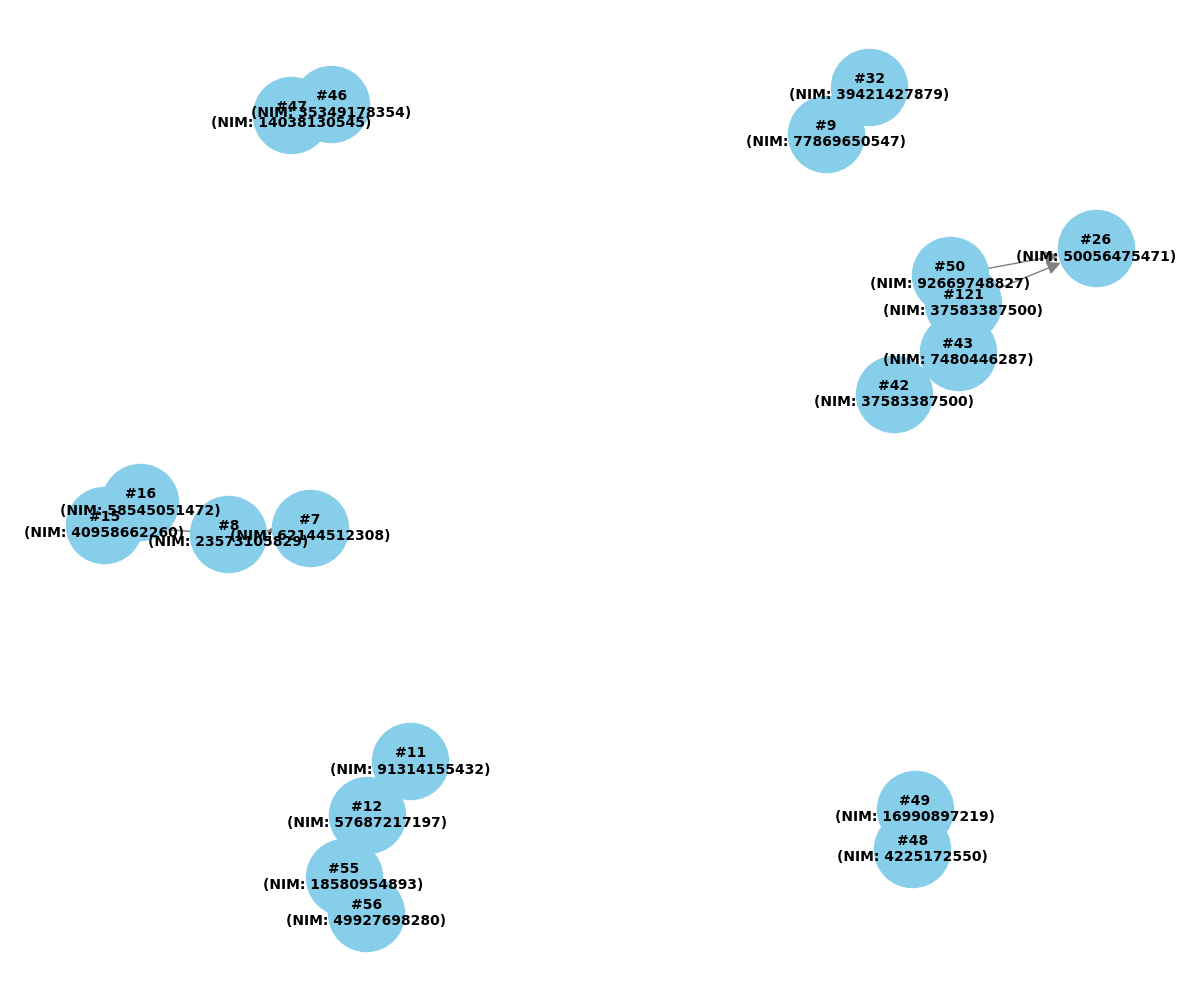 #47
(NIM: 14038130545)
#46
(NIM: 35349178354)
#32
(NIM: 39421427879)
#9
(NIM: 77869650547)
#26
(NIM: 50056475471)
#50
(NIM: 92669748827)
#121
(NIM: 37583387500)
#43
(NIM: 7480446287)
#42
(NIM: 37583387500)
#16
(NIM: 58545051472)
#15
(NIM: 40958662260)
#8
(NIM: 23573105829)
#7
(NIM: 62144512308)
#11
(NIM: 91314155432)
#12
(NIM: 57687217197)
#55
(NIM: 18580954893)
#56
(NIM: 49927698280)
#49
(NIM: 16990897219)
#48
(NIM: 4225172550)